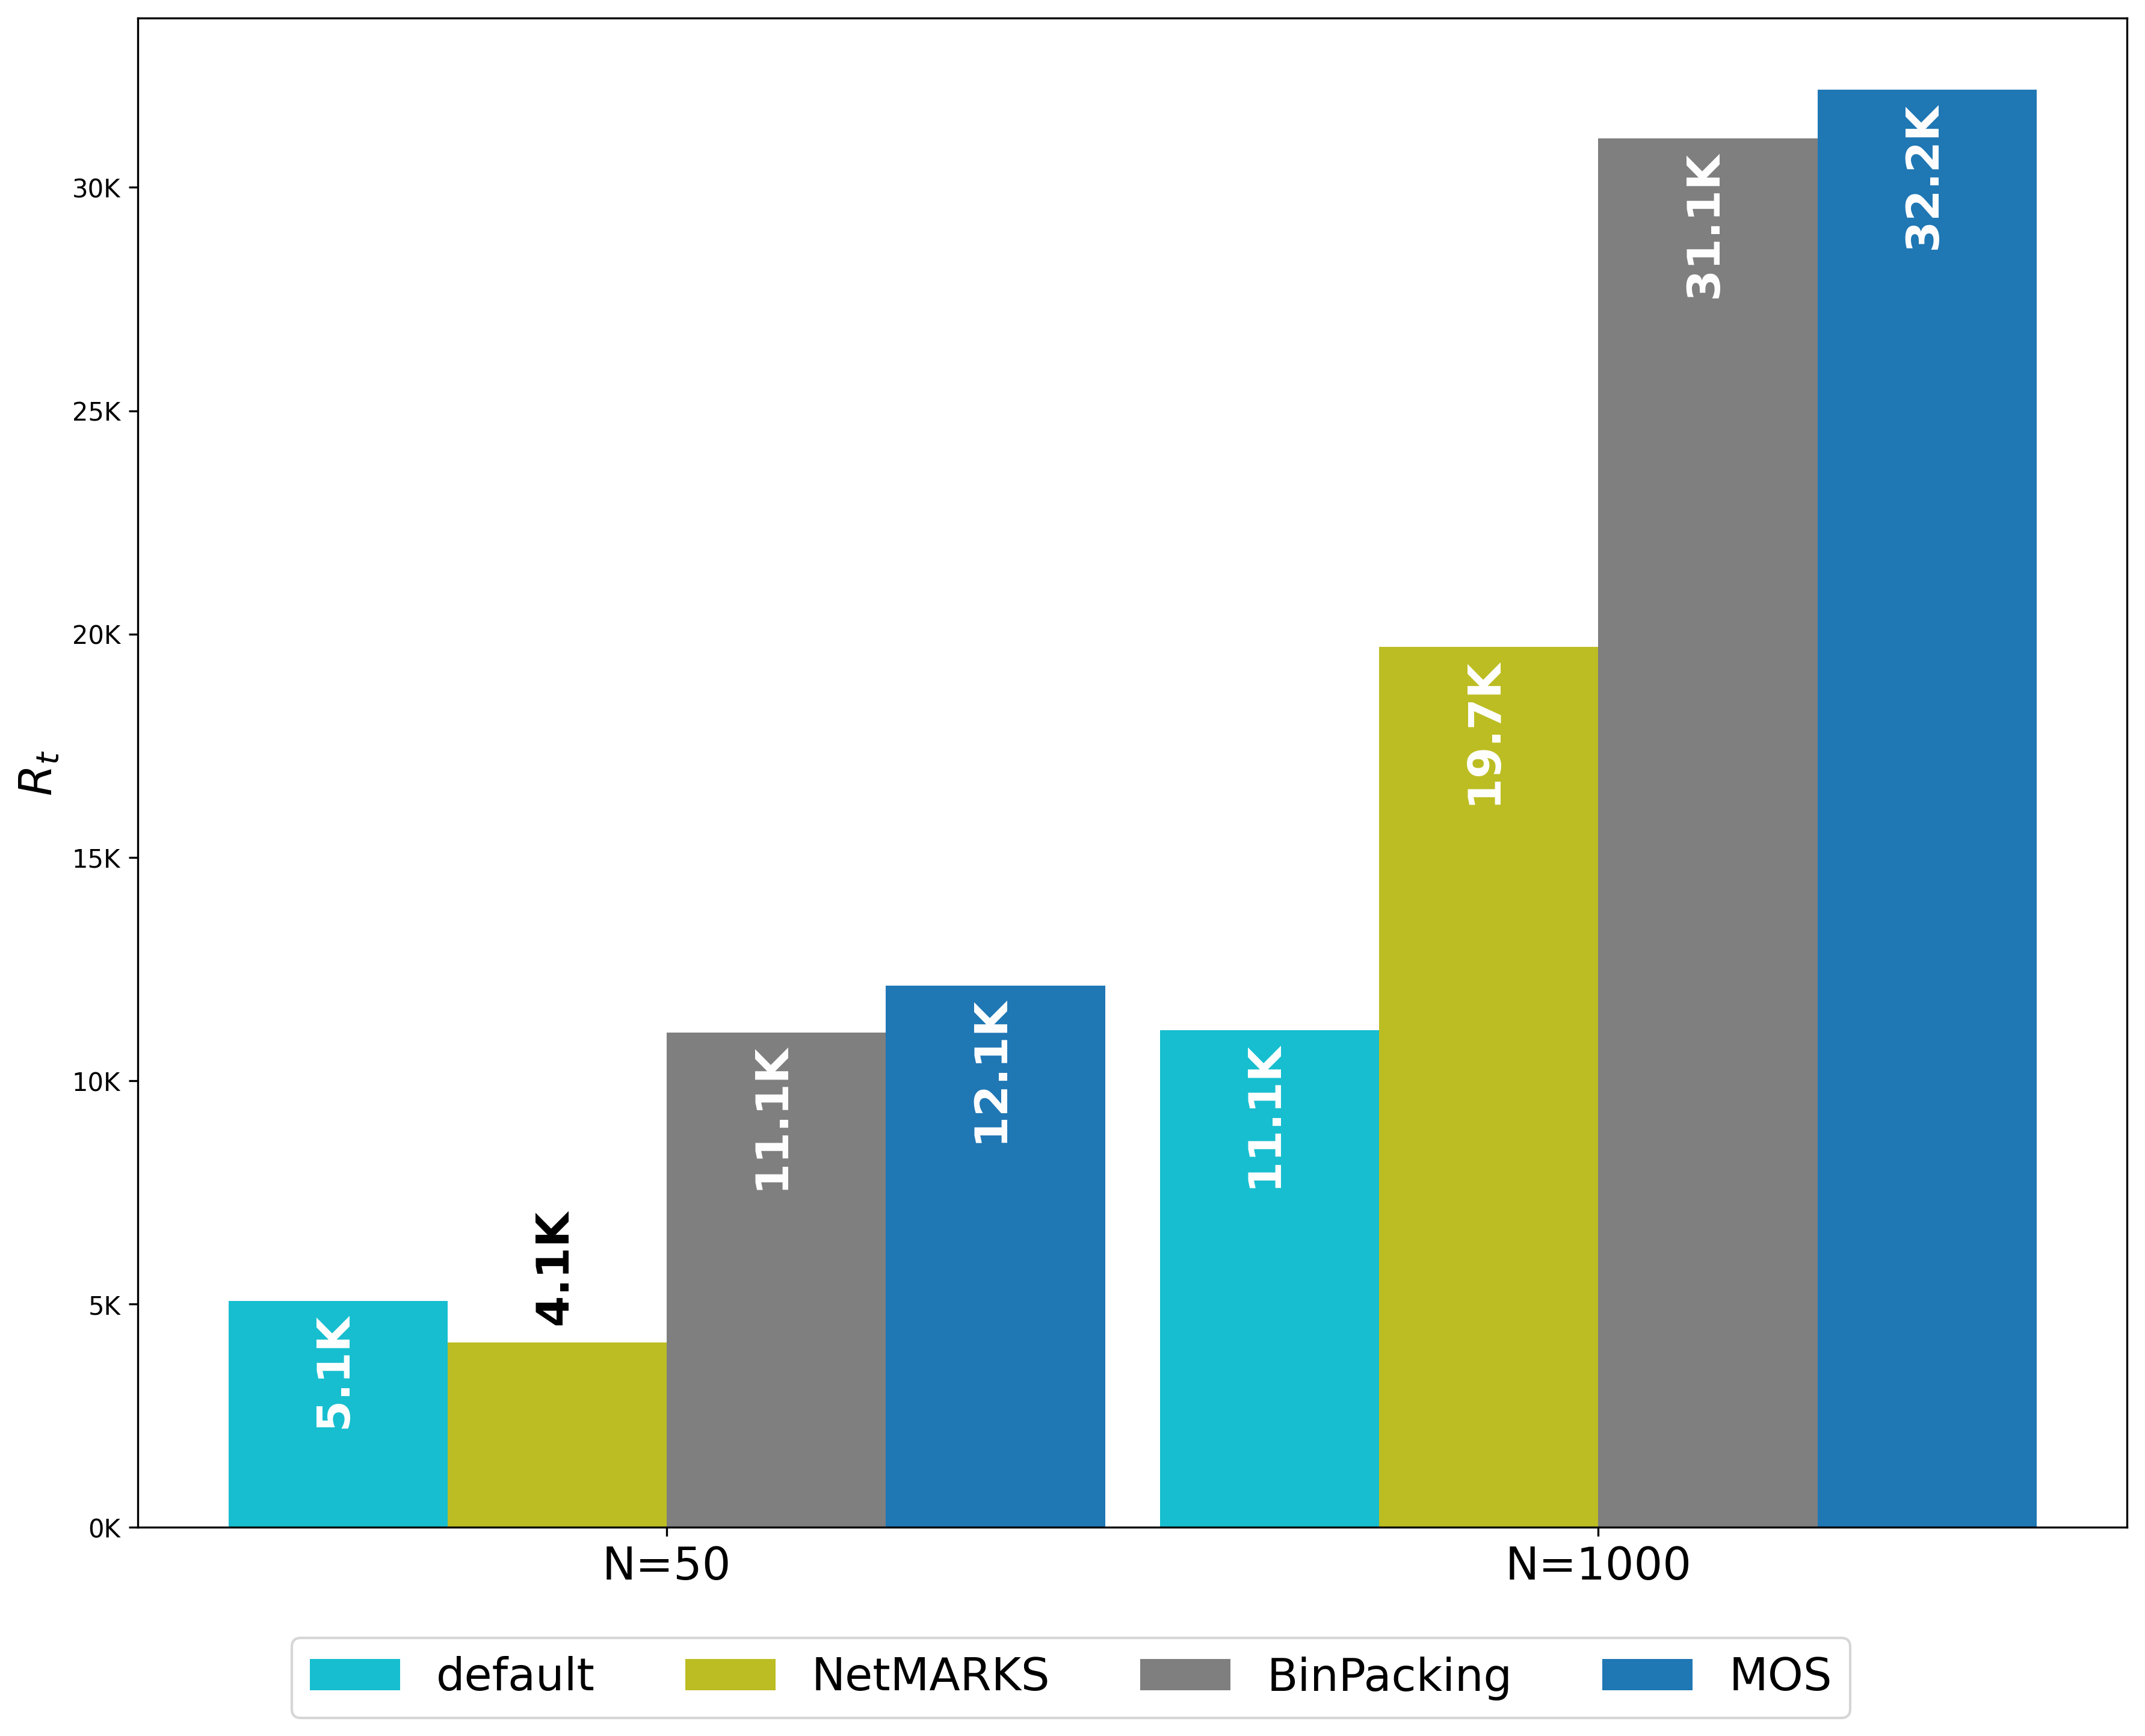 30K
25K
20K
15K
10K
5K
0K
R_t
5.1K
4.1K
11.1K
12.1K
11.1K
19.7K
31.1K
32.2K
N=50
N=1000
default
NetMARKS
BinPacking
MOS